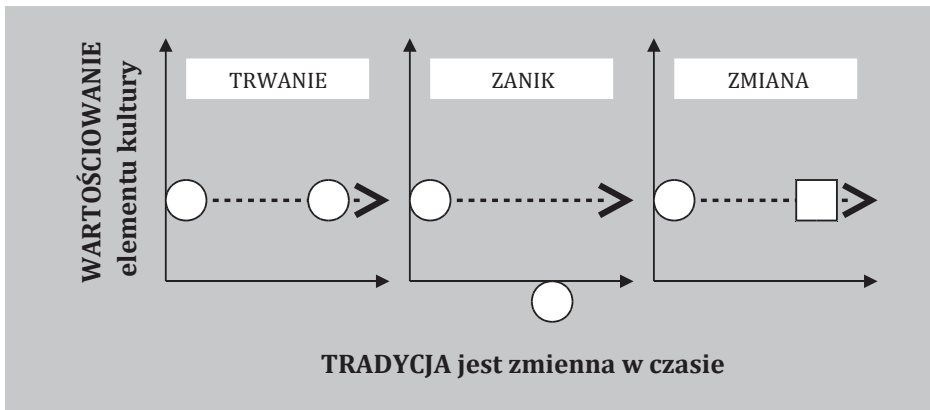 WARTOŚCIOWANIE
elementu kultury
TRWANIE
ZANIK
ZMIANA
TRADYCJA jest zmienna w czasie